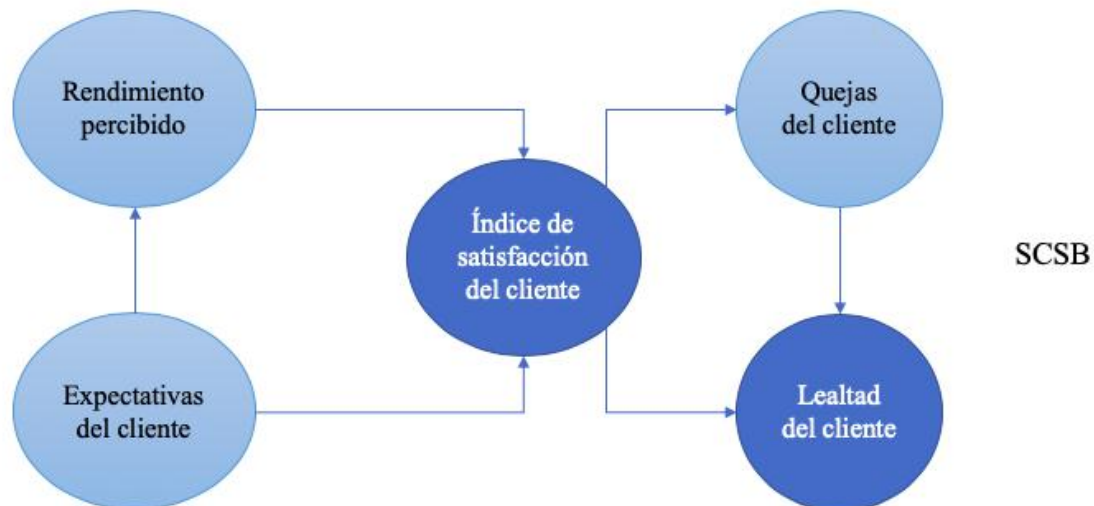 Rendimiento
percibido
Quejas
del cliente
Índice de
satisfacción
del cliente
SCSB
Expectativas
del cliente
Lealtad
del cliente